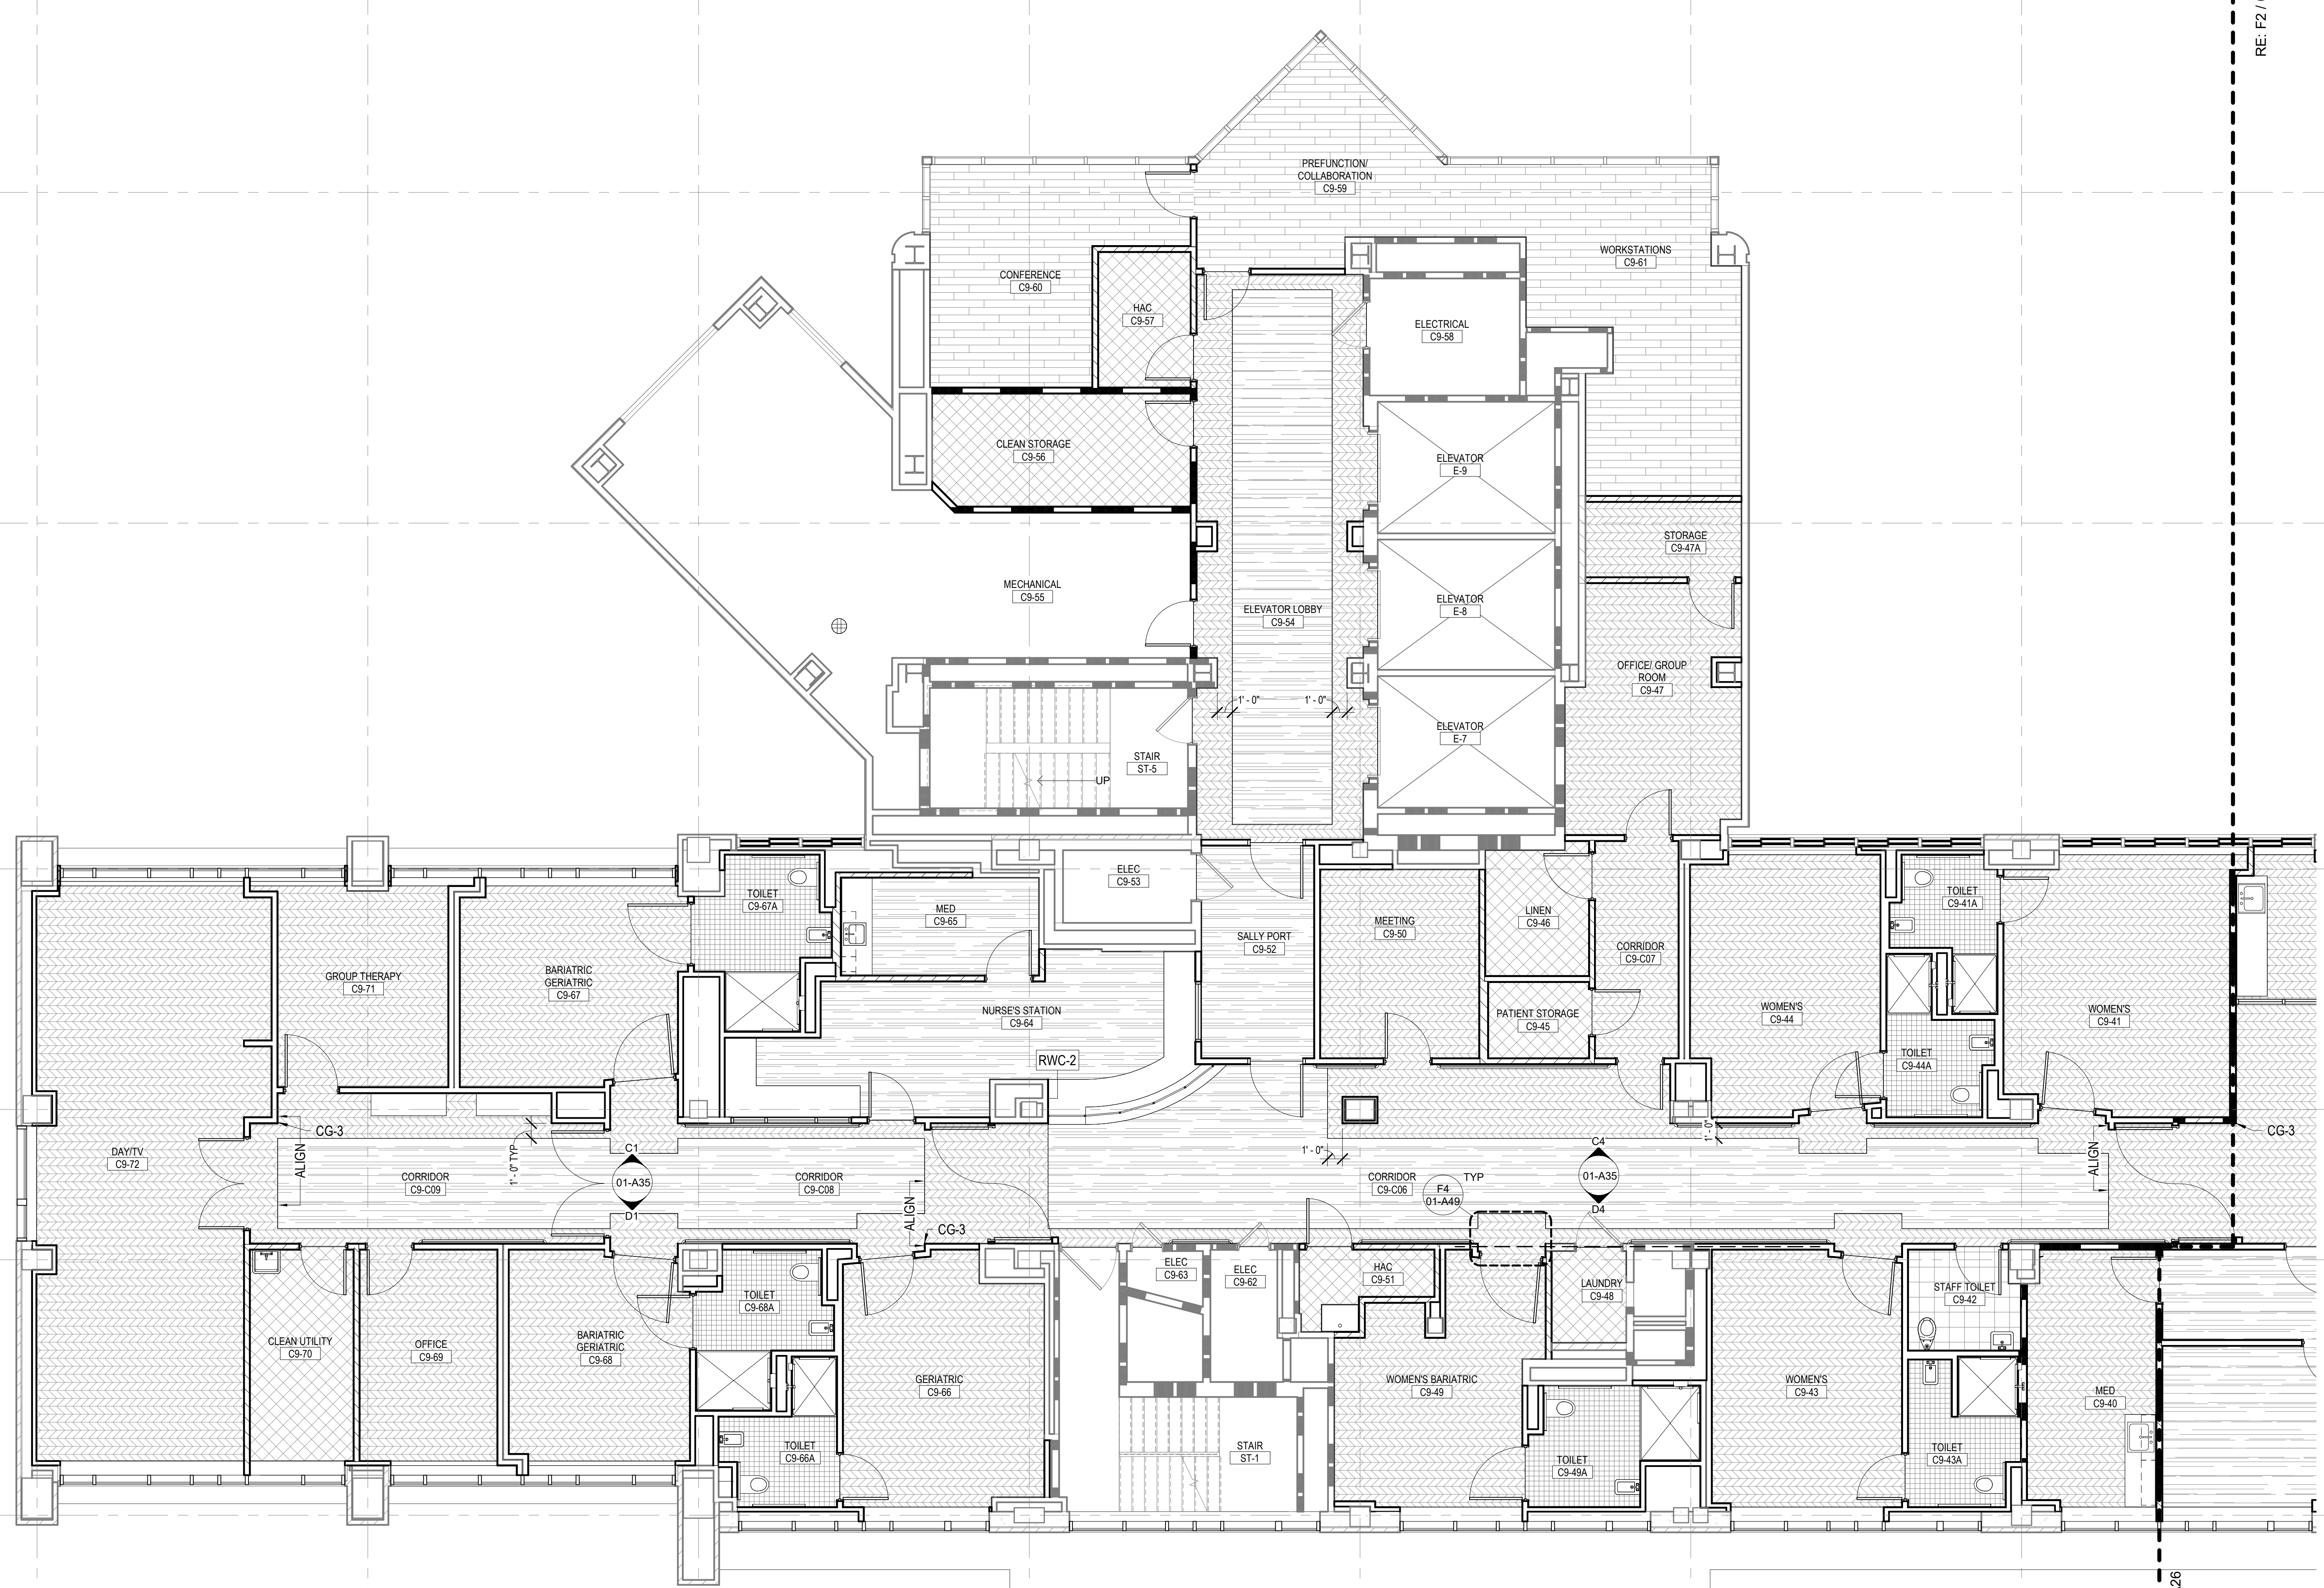 RE: F2 /
PREFUNCTION/
COLLABORATION
C9-59
WORKSTATIONS
C9-61
CONFERENCE
C9-60
HAC
C9-57
ELECTRICAL
C9-58
CLEAN STORAGE
C9-56
ELEVATOR
E-9
STORAGE
C9-47A
MECHANICAL
C9-55
ELEVATOR LOBBY
C9-54
ELEVATOR
E-8
OFFICE/ GROUP
ROOM
C9-47
1' - 0"
1' - 0"
ELEVATOR
E-7
STAIR
ST-5
UP
ELEC
C9-53
TOILET
C9-67A
MED
C9-65
SALLY PORT
C9-52
MEETING
C9-50
LINEN
C9-46
CORRIDOR
C9-C07
TOILET
C9-41A
GROUP THERAPY
C9-71
BARIATRIC
GERIATRIC
C9-67
NURSE'S STATION
C9-64
PATIENT STORAGE
C9-45
WOMEN'S
C9-44
WOMEN'S
C9-41
RWC-2
TOILET
C9-44A
CG-3
CG-3
DAY/TV
C9-72
ALIGN
1' - 0" TYP
C1
01-A35
D1
CORRIDOR
C9-C09
CORRIDOR
C9-C08
ALIGN
CG-3
1' - 0"
CORRIDOR
C9-C06
F4
01-A49
TYP
C4
01-A35
D4
1' - 0"
ALIGN
CLEAN UTILITY
C9-70
OFFICE
C9-69
BARIATRIC
GERIATRIC
C9-68
TOILET
C9-68A
GERIATRIC
C9-66
TOILET
C9-66A
ELEC
C9-63
ELEC
C9-62
HAC
C9-51
LAUNDRY
C9-48
STAFF TOILET
C9-42
WOMEN'S BARIATRIC
C9-49
WOMEN'S
C9-43
MED
C9-40
STAIR
ST-1
TOILET
C9-49A
TOILET
C9-43A